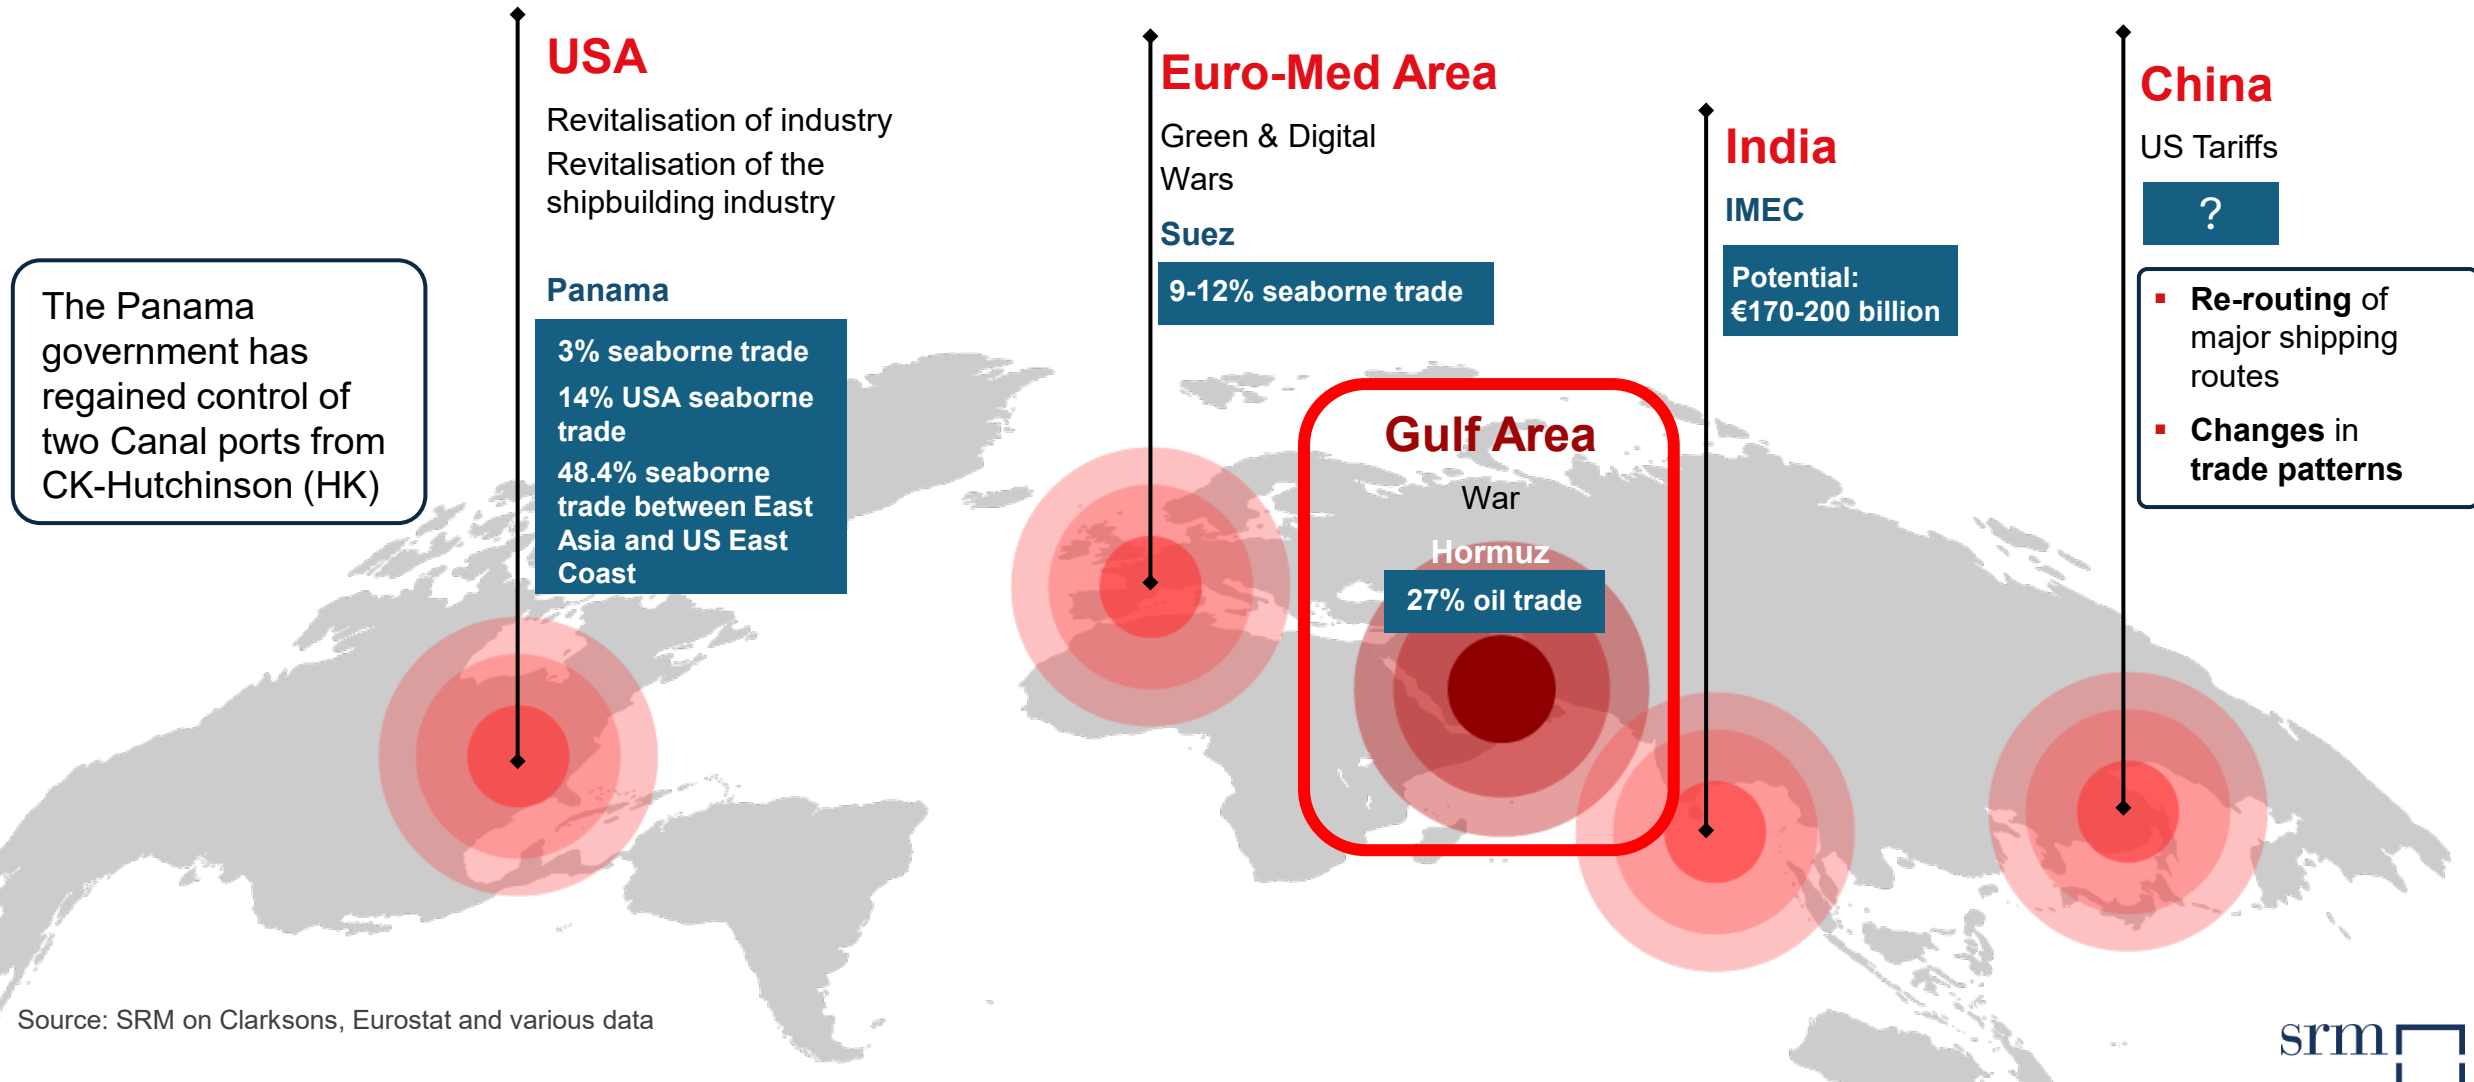 USA
Revitalisation of industry
Revitalisation of the
shipbuilding industry
Panama
3% seaborne trade
14% USA seaborne
trade
48.4% seaborne
trade between East
Asia and US East
Coast
The Panama
government has
regained control of
two Canal ports from
CK-Hutchinson (HK)
Euro-Med Area
Green & Digital
Wars
Suez
9-12% seaborne trade
Gulf Area
War
Hormuz
27% oil trade
India
IMEC
Potential:
€170-200 billion
China
US Tariffs
?
▪ Re-routing of
major shipping
routes
▪ Changes in
trade patterns
Source: SRM on Clarksons, Eurostat and various data
srm